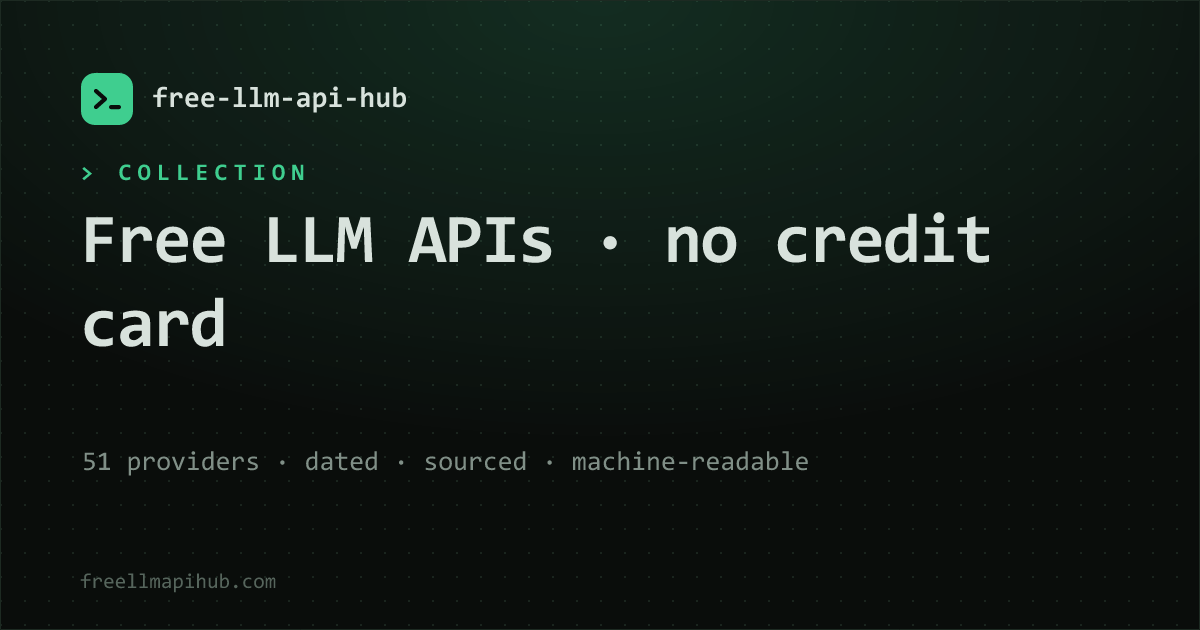 free-llm-api-hub
> COLLECTION
Free LLM APIs · no credit
card
51 providers · dated · sourced · machine-readable
freellmapihub.com